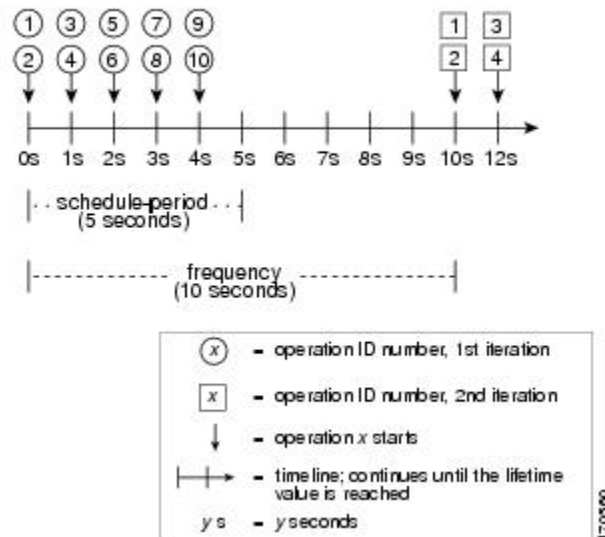 1 3 5 7 9 1 3
2 4 6 8 10 2 4
0s 1s 2s 3s 4s 5s 6s 7s 8s 9s 10s 12s
schedule-period
(5 seconds)
frequency
(10 seconds)
x = operation ID number, 1st iteration
x = operation ID number, 2nd iteration
= operation x starts
= timeline; continues until the lifetime
value is reached
y s = y seconds